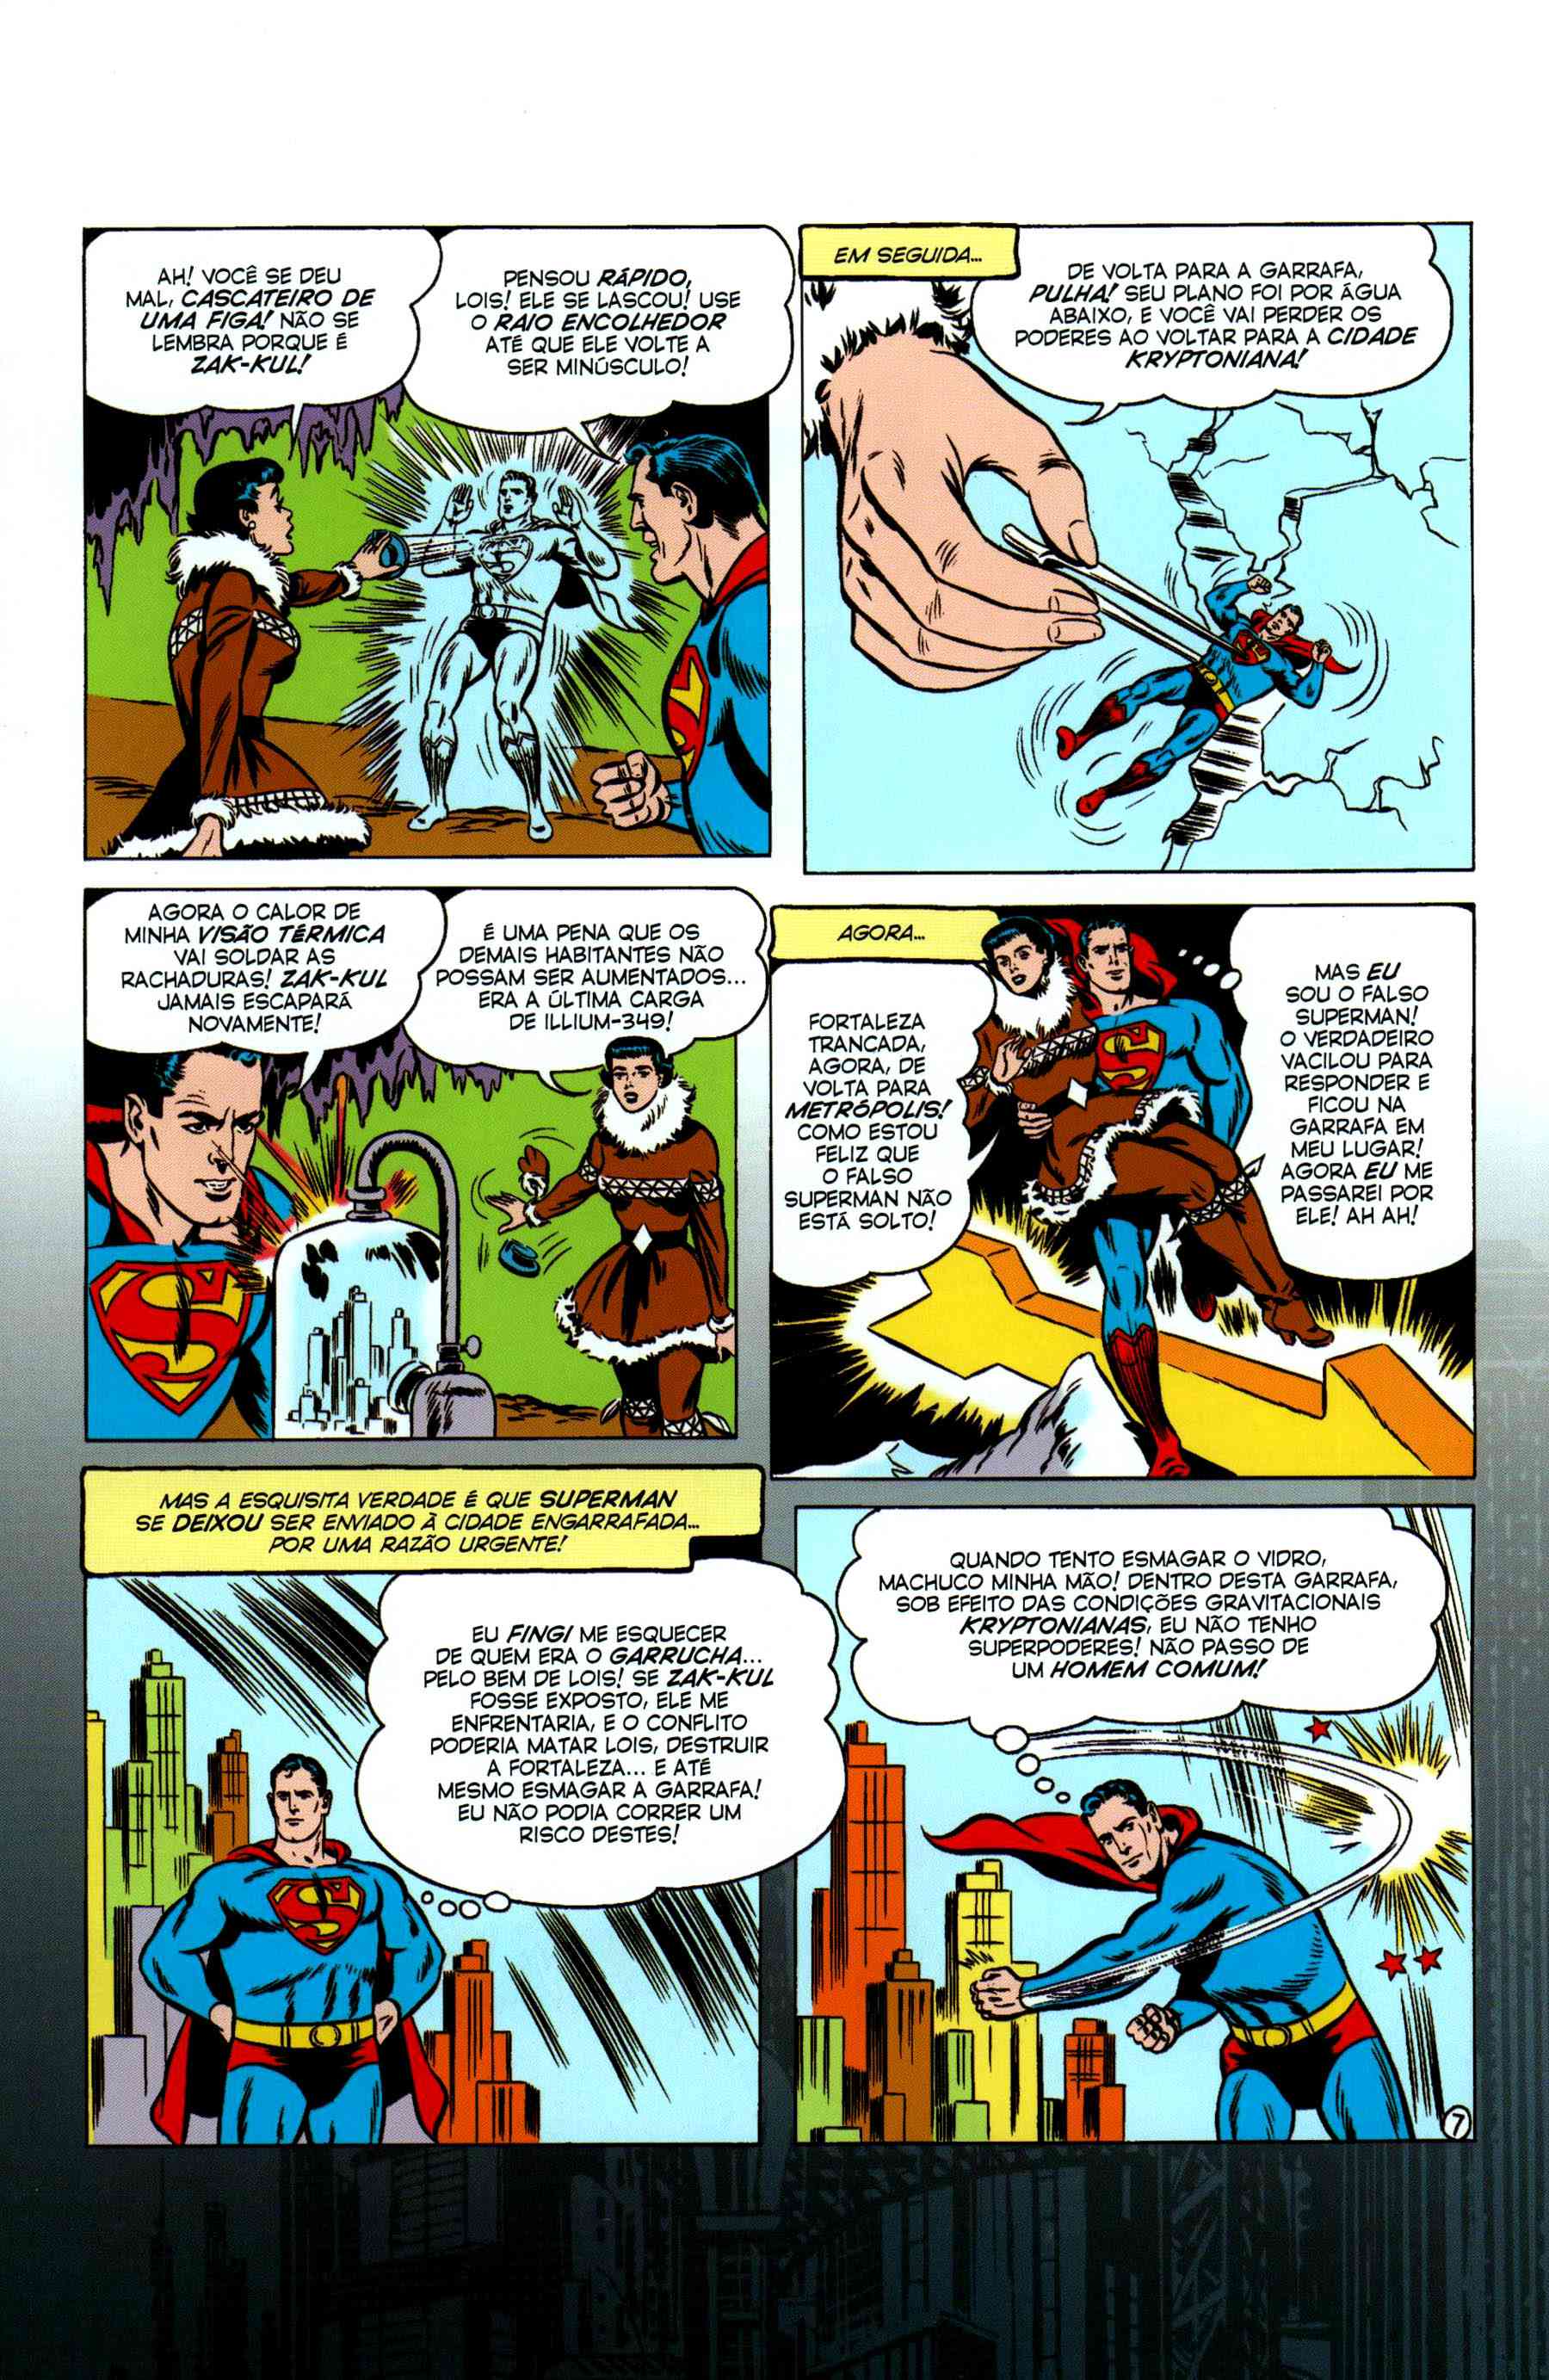 AH! VOCÊ SE DEU
MAL, CASCATEIRO DE
UMA FIGA! NÃO SE
LEMBRA PORQUE É
ZAK-KUL!
PENSOU RÁPIDO,
LOIS! ELE SE LASCOU! USE
O RAIO ENCOLHEDOR
ATÉ QUE ELE VOLTE A
SER MINÚSCULO!
EM SEGUIDA...
DE VOLTA PARA A GARRAFA,
PULHA! SEU PLANO FOI POR ÁGUA
ABAIXO, E VOCÊ VAI PERDER OS
PODERES AO VOLTAR PARA A CIDADE
KRYPTONIANA!
AGORA O CALOR DE
MINHA VISÃO TÉRMICA
VAI SOLDAR AS
RACHADURAS! ZAK-KUL
JAMAIS ESCAPARÁ
NOVAMENTE!
É UMA PENA QUE OS
DEMAIS HABITANTES NÃO
POSSAM SER AUMENTADOS...
ERA A ÚLTIMA CARGA
DE ILLIUM-349!
AGORA...
FORTALEZA
TRANCADA,
AGORA, DE
VOLTA PARA
METRÓPOLIS!
COMO ESTOU
FELIZ QUE
O FALSO
SUPERMAN NÃO
ESTÁ SOLTO!
MAS EU
SOU O FALSO
SUPERMAN!
O VERDADEIRO
VACILOU PARA
RESPONDER E
FICOU NA
GARRAFA EM
MEU LUGAR!
AGORA EU ME
PASSAREI POR
ELE! AH AH!
MAS A ESQUISITA VERDADE É QUE SUPERMAN
SE DEIXOU SER ENVIADO À CIDADE ENGARRAFADA...
POR UMA RAZÃO URGENTE!
EU FINGI ME ESQUECER
DE QUEM ERA O GARRUCHA...
PELO BEM DE LOIS! SE ZAK-KUL
FOSSE EXPOSTO, ELE ME
ENFRENTARIA, E O CONFLITO
PODERIA MATAR LOIS, DESTRUIR
A FORTALEZA... E ATÉ
MESMO ESMAGAR A GARRAFA!
EU NÃO PODIA CORRER UM
RISCO DESTES!
QUANDO TENTO ESMAGAR O VIDRO,
MACHUCO MINHA MÃO! DENTRO DESTA GARRAFA,
SOB EFEITO DAS CONDIÇÕES GRAVITACIONAIS
KRYPTONIANAS, EU NÃO TENHO
SUPERPODERES! NÃO PASSO DE
UM HOMEM COMUM!
7